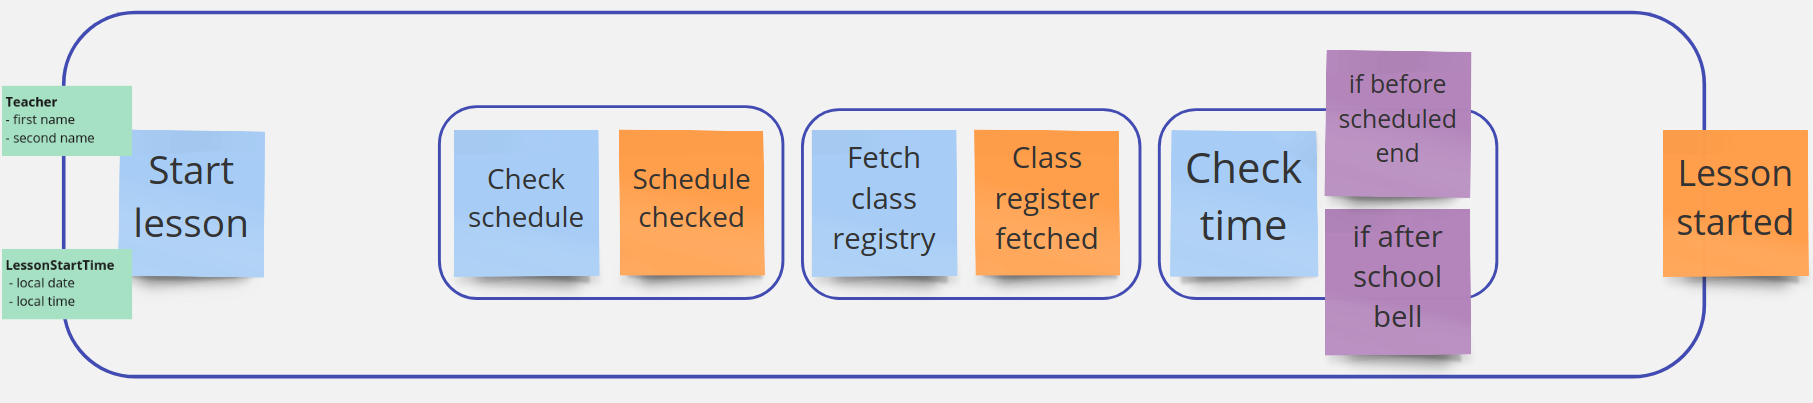 Teacher
- first name
- second name
Start
lesson
LessonStartTime
- local date
- local time
Check
schedule
Schedule
checked
Fetch
class
registry
Class
register
fetched
Check
time
if before
scheduled
end
if after
school
bell
Lesson
started